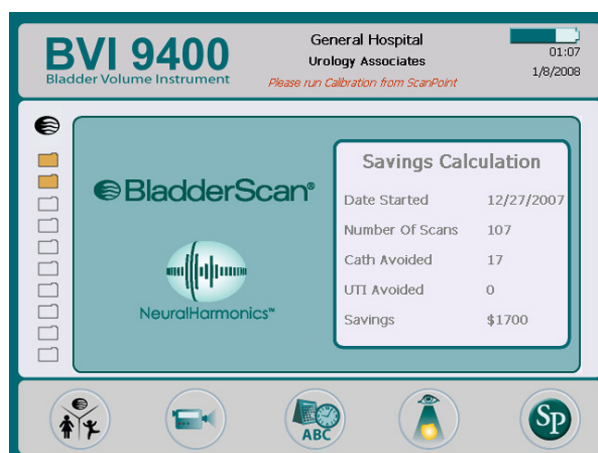 BVI 9400
Bladder Volume Instrument
General Hospital
Urology Associates
Please run Calibration from ScanPoint
01:07
1/8/2008
BladderScan®
NeuralHarmonics™
Savings Calculation
Date Started 12/27/2007
Number Of Scans 107
Cath Avoided 17
UTI Avoided 0
Savings $1700
ABC
SP